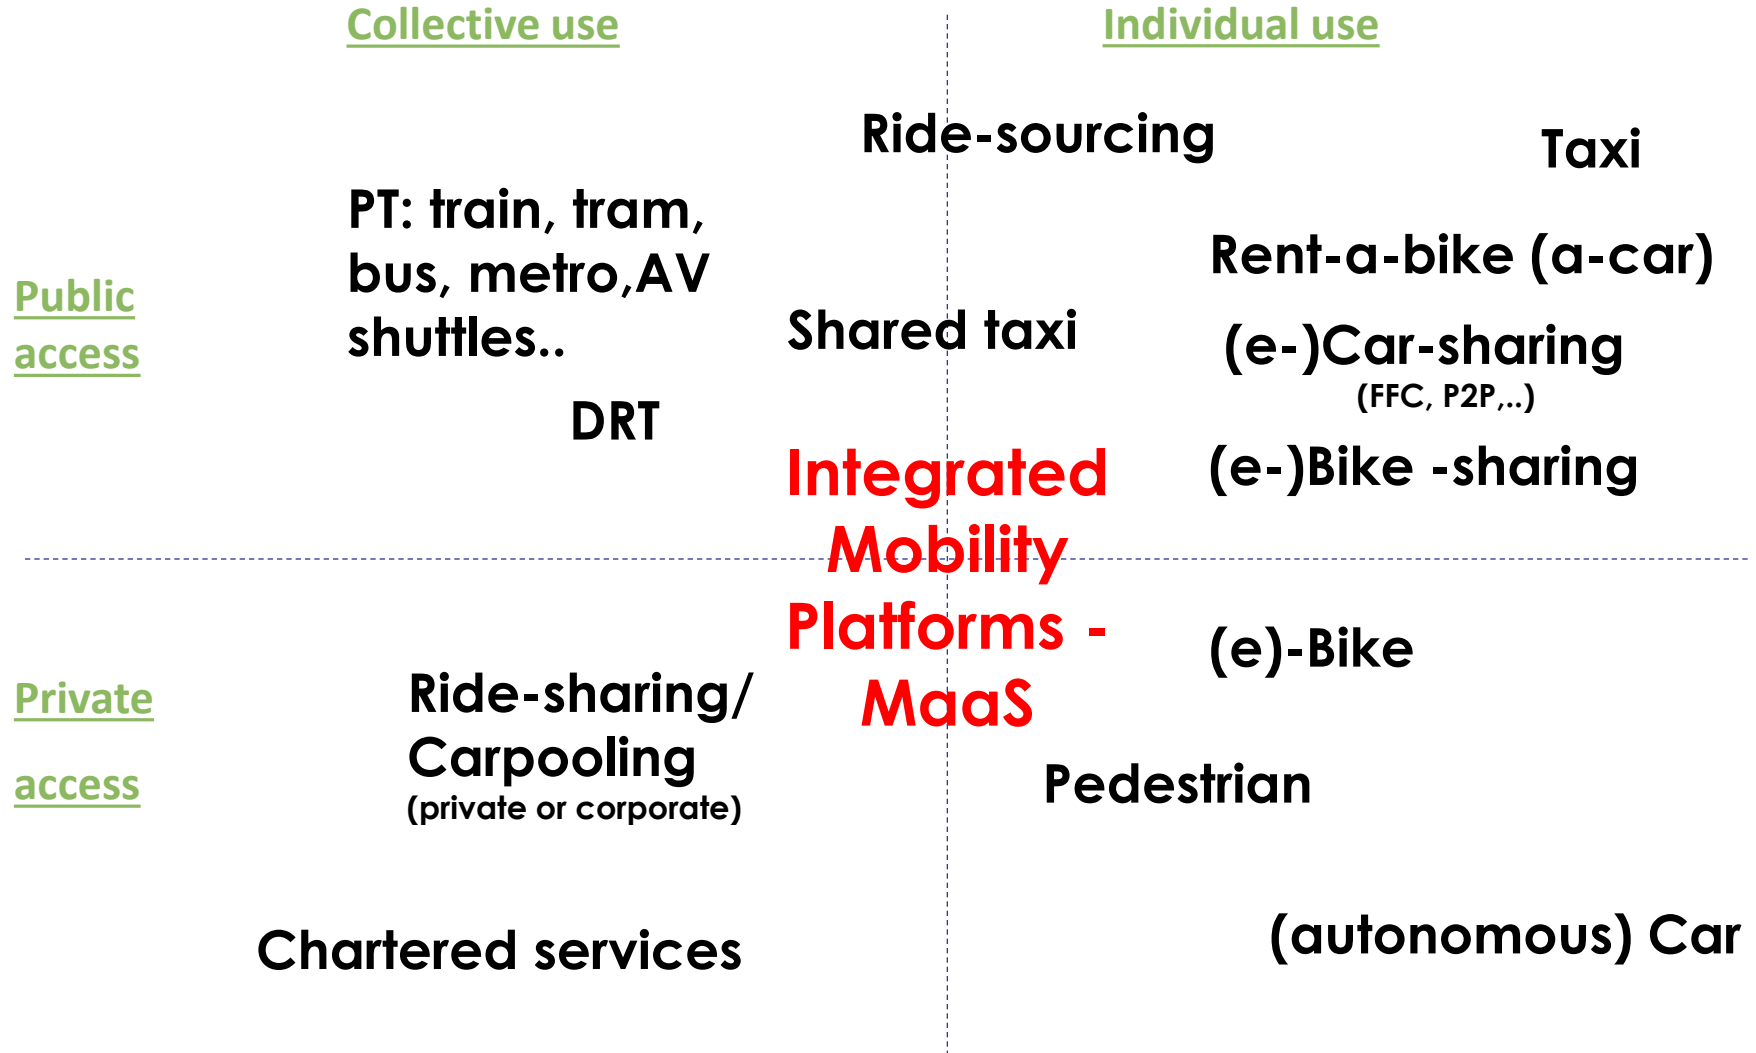 Collective use
Individual use
Ride-sourcing
Taxi
PT: train, tram,
bus, metro,AV
shuttles..
Rent-a-bike (a-car)
Public
access
Shared taxi
(e-)Car-sharing
(FFC, P2P,..)
DRT
(e-)Bike -sharing
Integrated
Mobility
Platforms -
MaaS
(e)-Bike
Private
access
Ride-sharing/
Carpooling
(private or corporate)
Pedestrian
Chartered services
(autonomous) Car